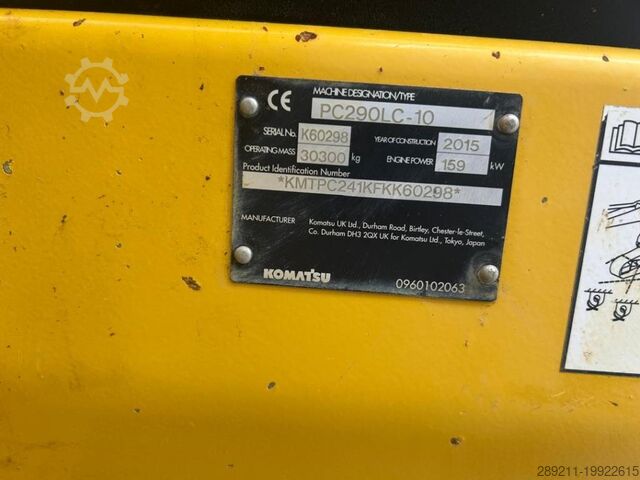 CE
MACHINE DESIGNATION/TYPE
PC290LC-10
SERIAL No. K60298 YEAR OF CONSTRUCTION 2015
OPERATING MASS 30300 kg ENGINE POWER 159 kW
Product Identification Number
*KMTPC241KFKK60298*
MANUFACTURER Komatsu UK Ltd., Durham Road, Birtley, Chester-le-Street,
Co. Durham DH3 2QX UK for Komatsu Ltd., Tokyo, Japan
KOMATSU
0960102063
289211-19922615